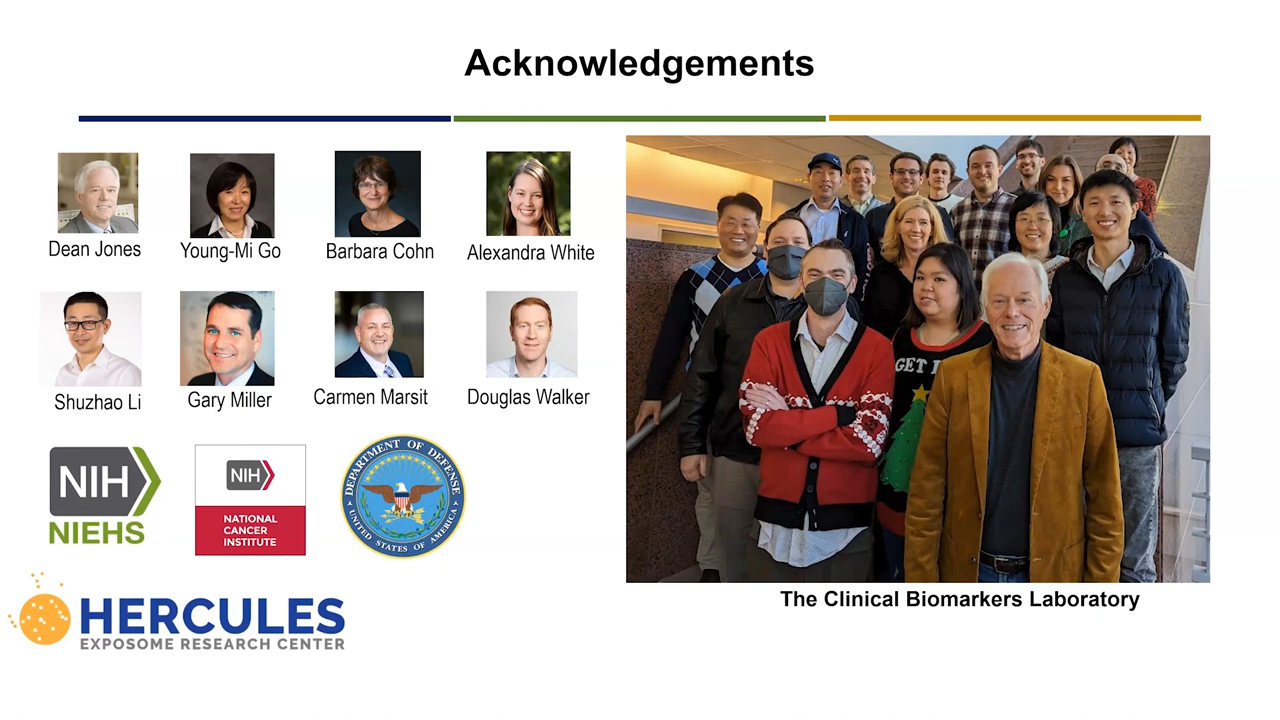 Acknowledgements
Dean Jones
Young-Mi Go
Barbara Cohn
Alexandra White
Shuzhao Li
Gary Miller
Carmen Marsit
Douglas Walker
NIH
NIEHS
NIH
NATIONAL
CANCER
INSTITUTE
DEPARTMENT OF DEFENSE
UNITED STATES OF AMERICA
HERCULES
EXPOSOME RESEARCH CENTER
GET
The Clinical Biomarkers Laboratory